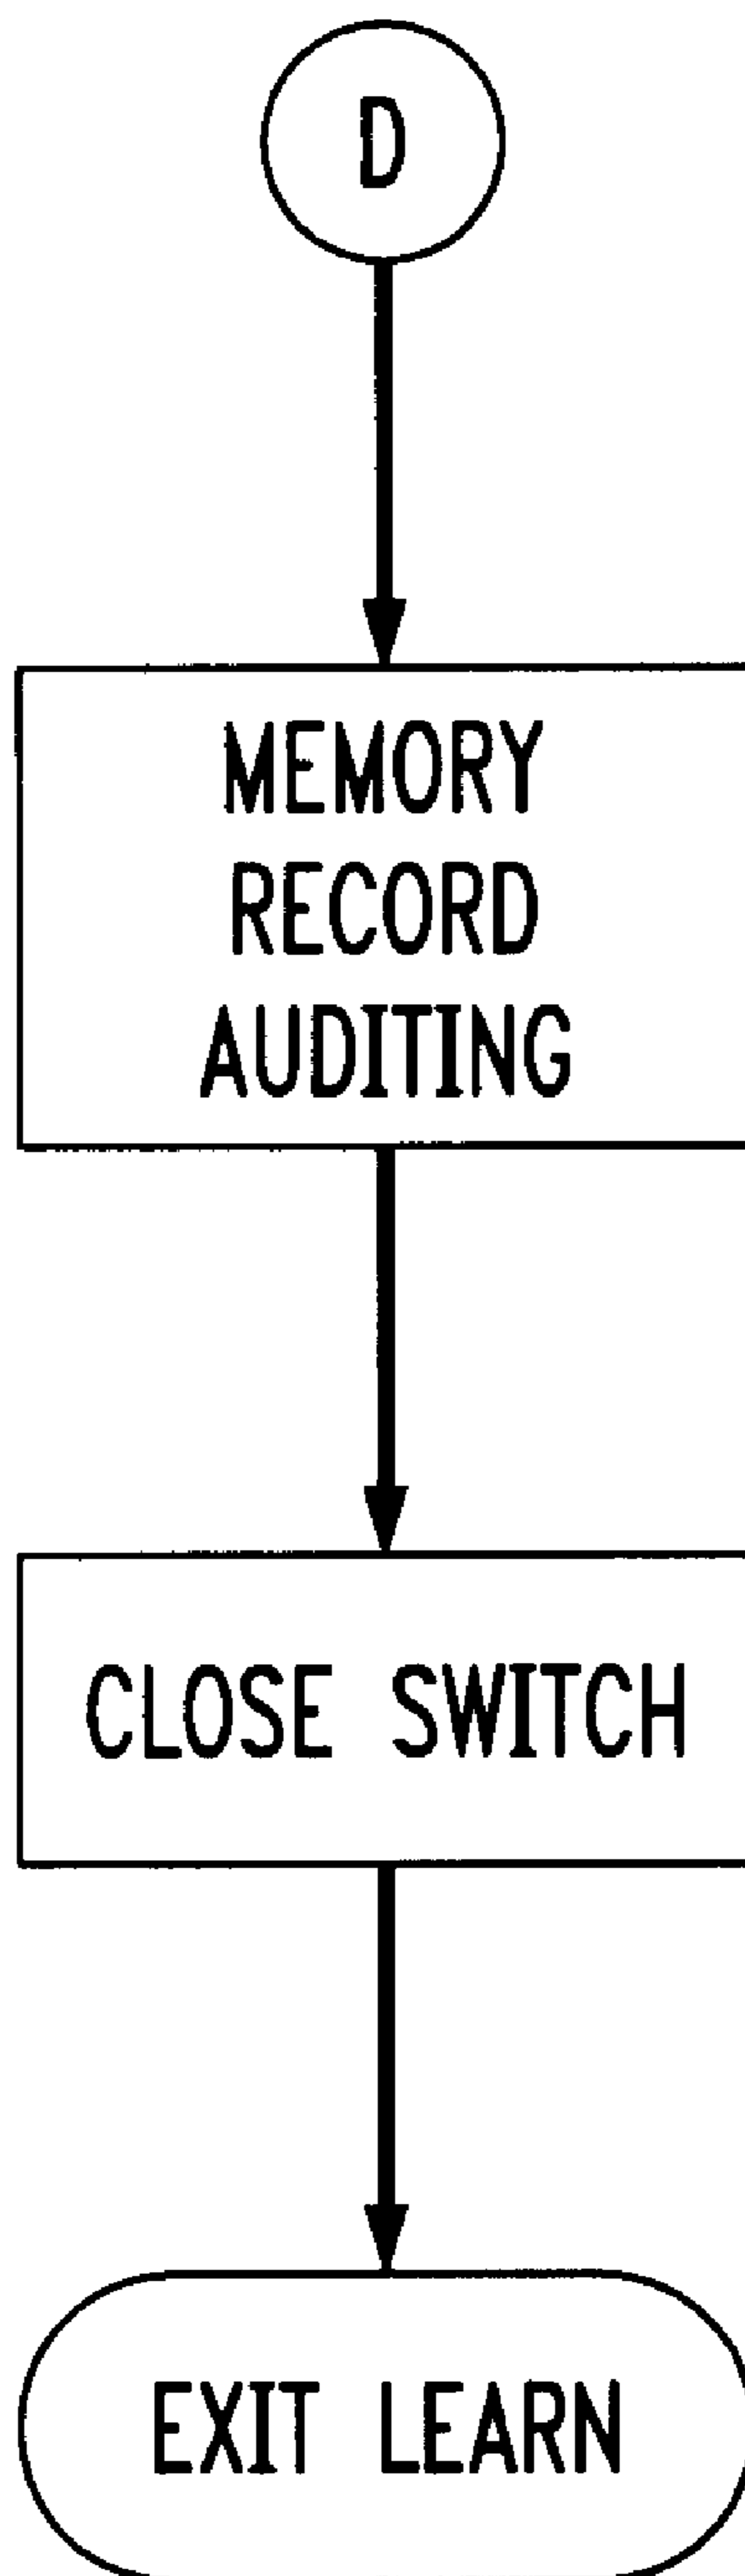 D
MEMORY
RECORD
AUDITING
CLOSE SWITCH
EXIT LEARN